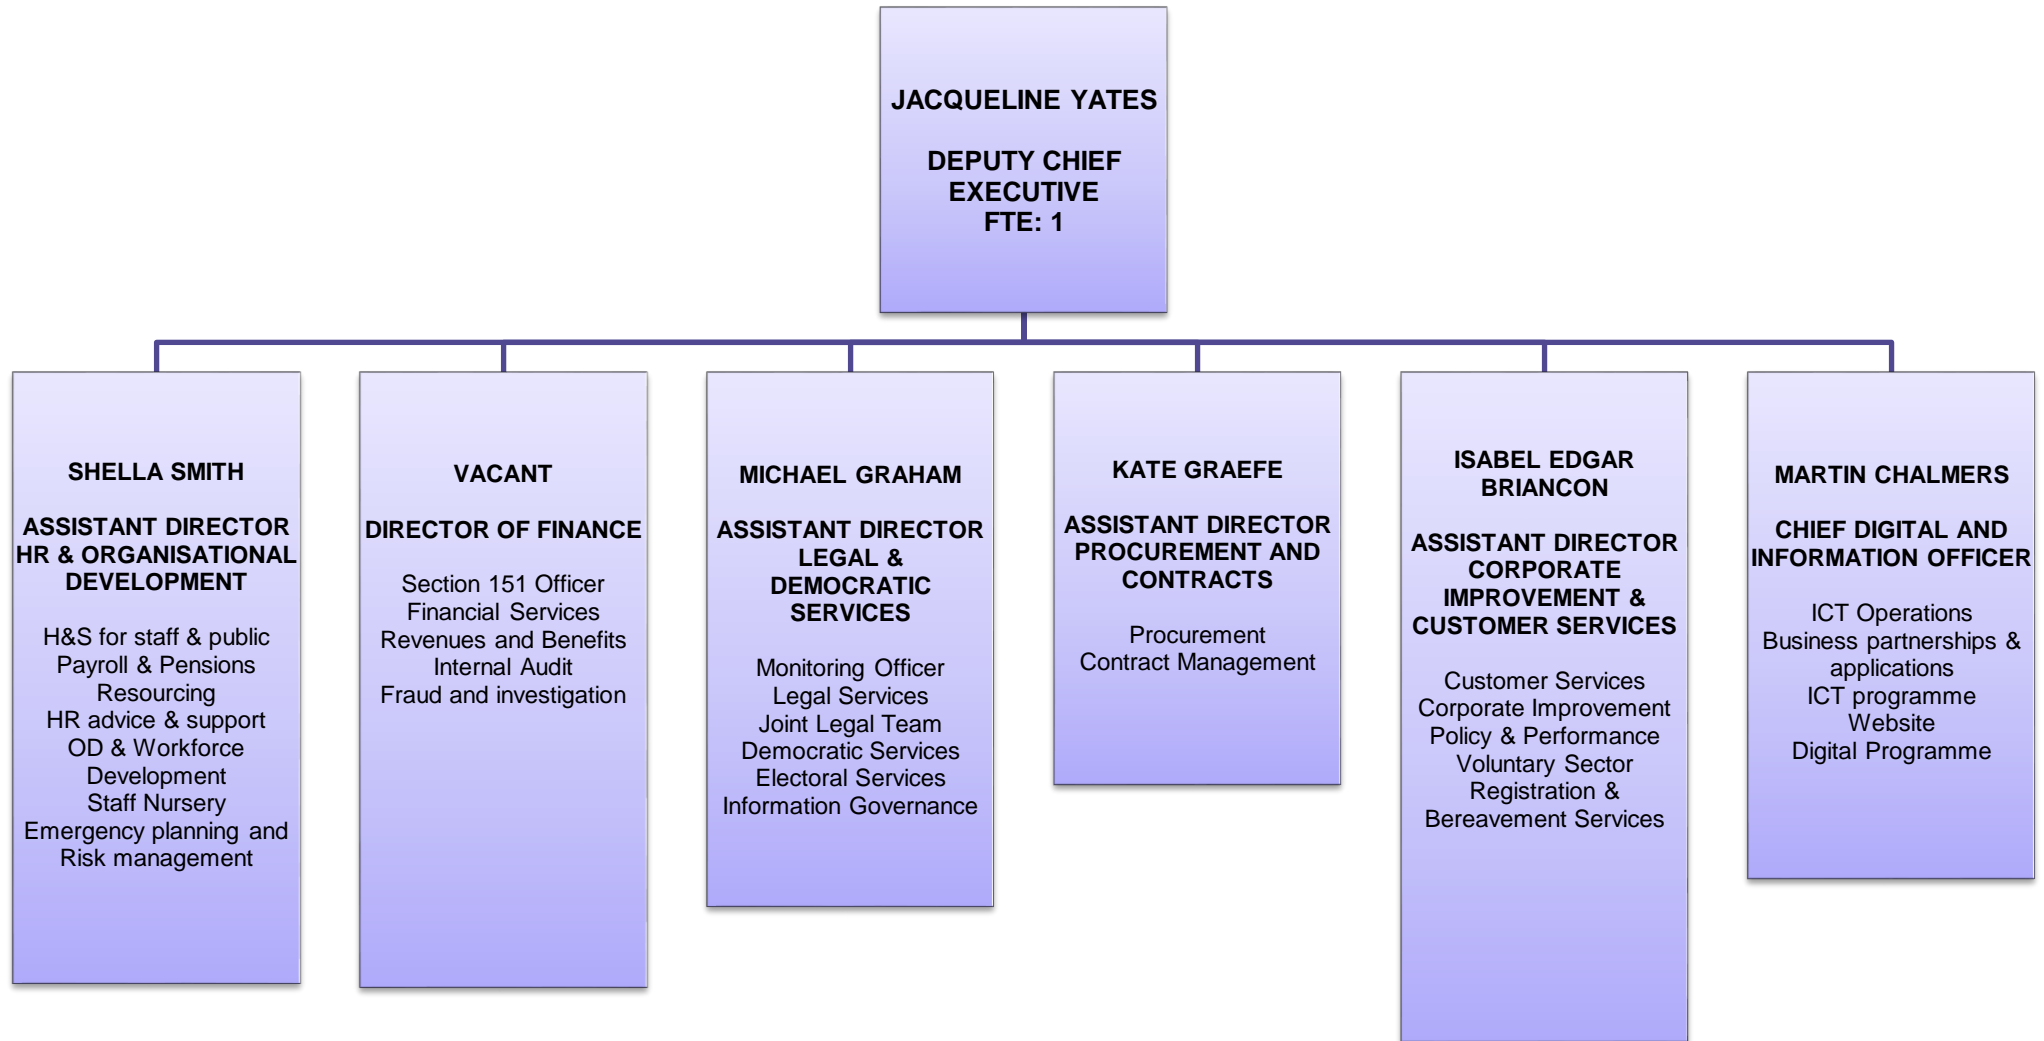 JACQUELINE YATES
DEPUTY CHIEF
EXECUTIVE
FTE: 1
SHELLA SMITH
ASSISTANT DIRECTOR
HR & ORGANISATIONAL
DEVELOPMENT
H&S for staff & public
Payroll & Pensions
Resourcing
HR advice & support
OD & Workforce
Development
Staff Nursery
Emergency planning and
Risk management
VACANT
DIRECTOR OF FINANCE
Section 151 Officer
Financial Services
Revenues and Benefits
Internal Audit
Fraud and investigation
MICHAEL GRAHAM
ASSISTANT DIRECTOR
LEGAL &
DEMOCRATIC
SERVICES
Monitoring Officer
Legal Services
Joint Legal Team
Democratic Services
Electoral Services
Information Governance
KATE GRAEFE
ASSISTANT DIRECTOR
PROCUREMENT AND
CONTRACTS
Procurement
Contract Management
ISABEL EDGAR
BRIANCON
ASSISTANT DIRECTOR
CORPORATE
IMPROVEMENT &
CUSTOMER SERVICES
Customer Services
Corporate Improvement
Policy & Performance
Voluntary Sector
Registration &
Bereavement Services
MARTIN CHALMERS
CHIEF DIGITAL AND
INFORMATION OFFICER
ICT Operations
Business partnerships &
applications
ICT programme
Website
Digital Programme